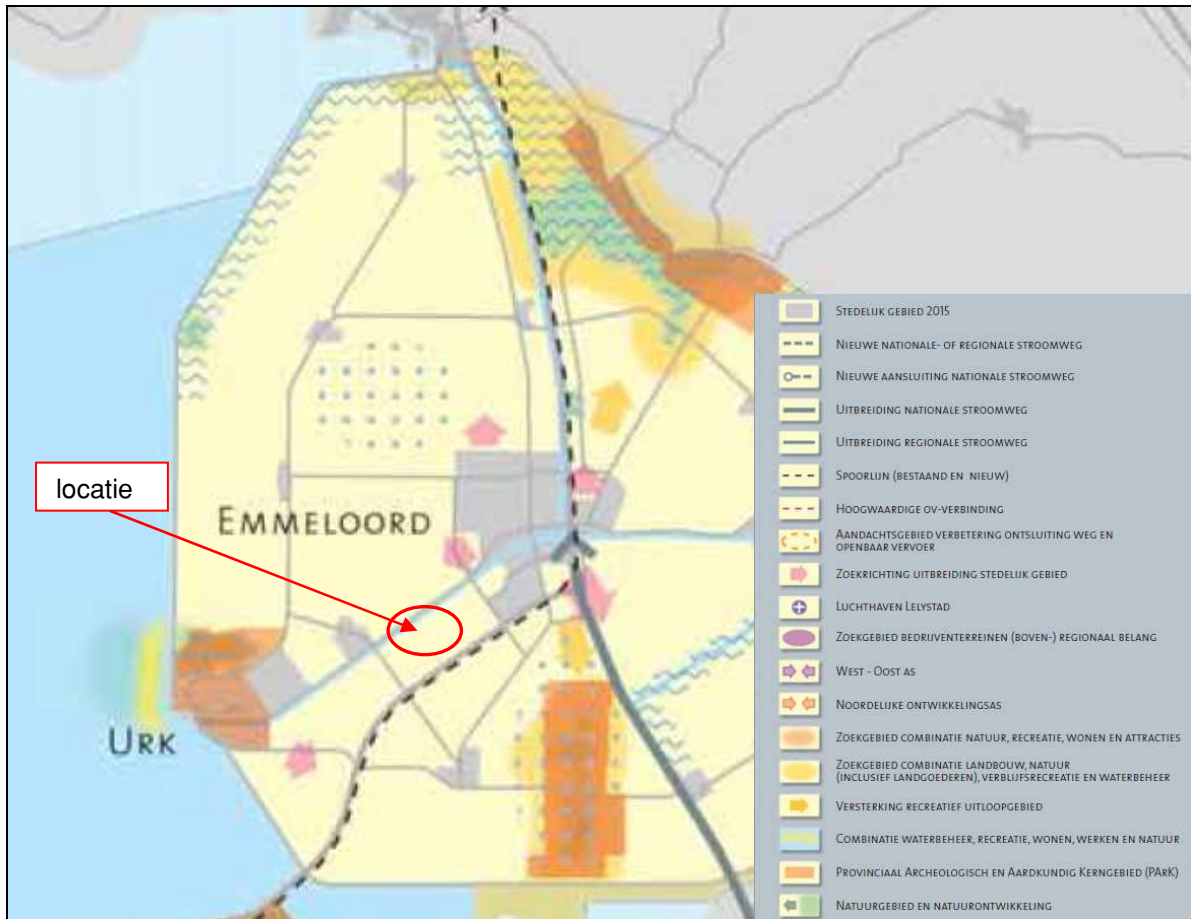 locatie
EMMELOORD
URK
STEDELIJK GEBIED 2015
NIEUWE NATIONALE- OF REGIONALE STROOMWEG
NIEUWE AANSLUITING NATIONALE STROOMWEG
UITBREIDING NATIONALE STROOMWEG
UITBREIDING REGIONALE STROOMWEG
SPOORLIJN (BESTAAND EN NIEUW)
HOOGWAARDIGE OV-VERBINDING
AANDACHTSGEBIED VERBETERING ONTSLUITING WEG EN
OPENBAAR VERVOER
ZOEKRICHTING UITBREIDING STEDELIJK GEBIED
LUCHTHAVEN LELYSTAD
ZOEKGEBIED BEDRIJVENTERREINEN (BOVEN-) REGIONAAL BELANG
WEST - OOST AS
NOORDELIJKE ONTWIKKELINGSAS
ZOEKGEBIED COMBINATIE NATUUR, RECREATIE, WONEN EN ATTRACTIES
ZOEKGEBIED COMBINATIE LANDBOUW, NATUUR
(INCLUSIEF LANDGOEDEREN), VERBLIJFSRECREATIE EN WATERBEHEER
VERSTERKING RECREATIEF UITLOOPGEBIED
COMBINATIE WATERBEHEER, RECREATIE, WONEN, WERKEN EN NATUUR
PROVINCIAAL ARCHEOLOGISCH EN AARDKUNDIG KERNGEBIED (PARK)
NATUURGEBIED EN NATUURONTWIKKELING